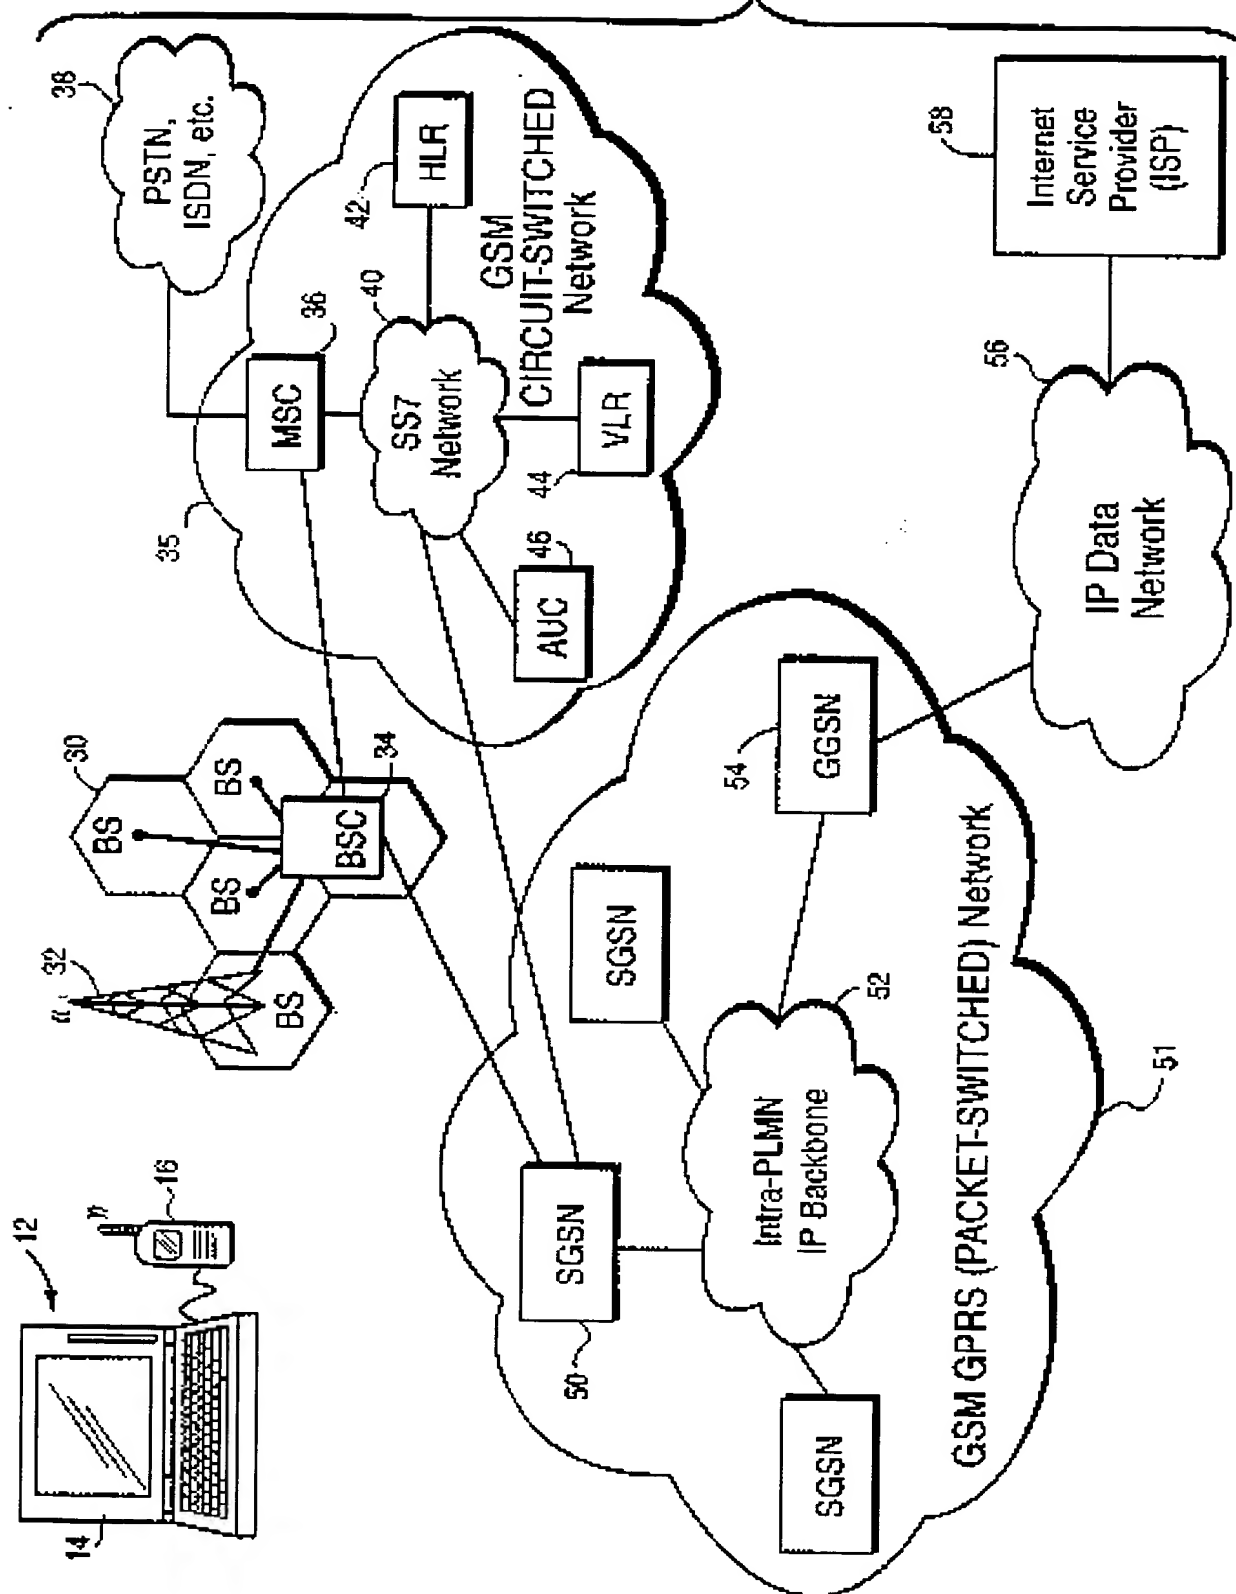 12
14
16
32
30
BS
BS
BS
BS
BSC
34
35
38
PSTN,
ISDN, etc.
MSC
36
SS7
Network
40
42
HLR
AUC
46
44
VLR
GSM
CIRCUIT-SWITCHED
Network
SGSN
50
SGSN
SGSN
Intra-PLMN
IP Backbone
52
54
GGSN
GSM GPRS (PACKET-SWITCHED) Network
51
IP Data
Network
56
58
Internet
Service
Provider
(ISP)